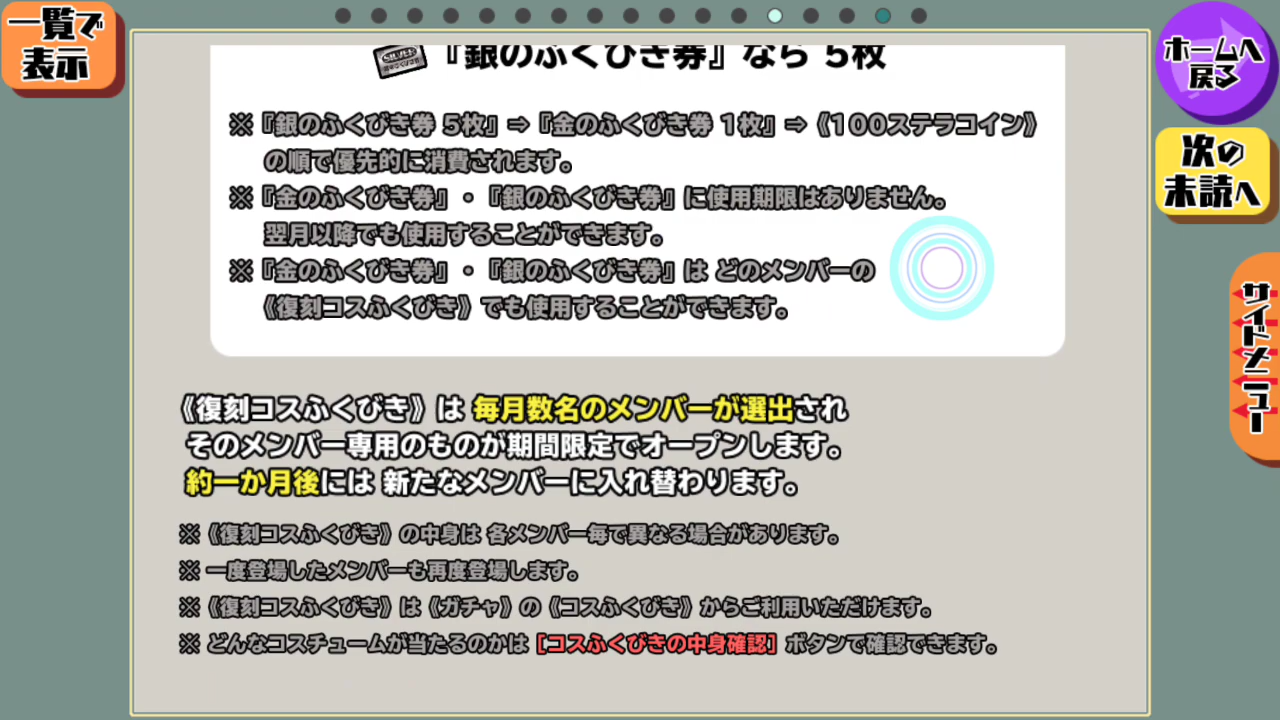 一覧で
表示
ホームへ
戻る
次の
未読へ
サイドメニュー
SILVER
『銀のふくびき券』なら 5枚
※『銀のふくびき券 5枚』⇒『金のふくびき券 1枚』⇒《100ステラコイン》
の順で優先的に消費されます。
※『金のふくびき券』・『銀のふくびき券』に使用期限はありません。
翌月以降でも使用することができます。
※『金のふくびき券』・『銀のふくびき券』は どのメンバーの
《復刻コスふくびき》でも使用することができます。
《復刻コスふくびき》は 毎月数名のメンバーが選出され
そのメンバー専用のものが期間限定でオープンします。
約一か月後には 新たなメンバーに入れ替わります。
※《復刻コスふくびき》の中身は 各メンバー毎で異なる場合があります。
※ 一度登場したメンバーも再度登場します。
※《復刻コスふくびき》は《ガチャ》の《コスふくびき》からご利用いただけます。
※ どんなコスチュームが当たるのかは [コスふくびきの中身確認] ボタンで確認できます。